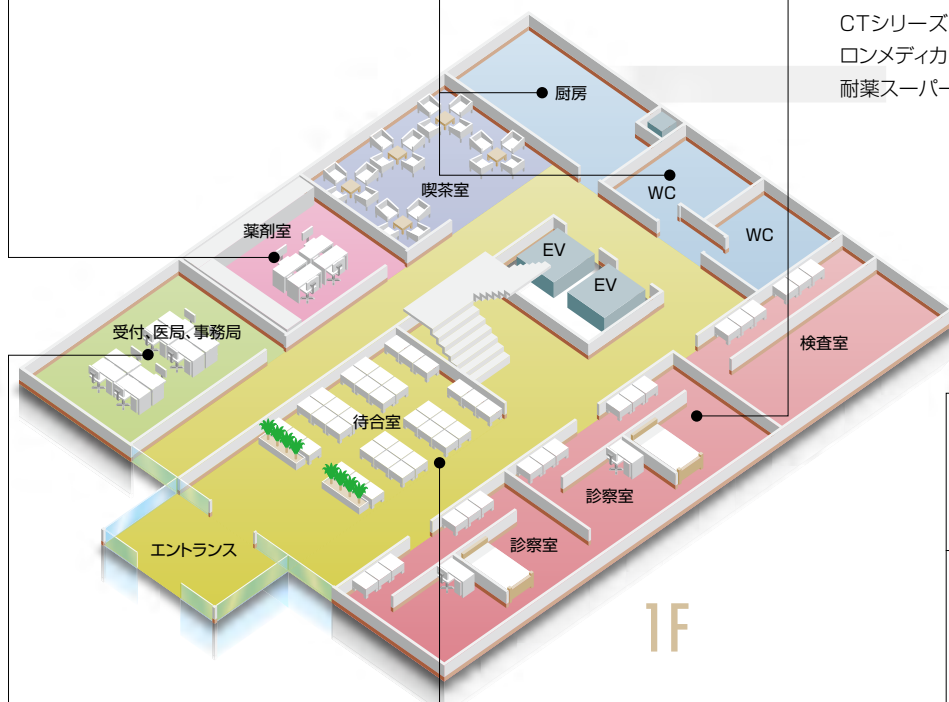 CTシリーズ
ロンメディカ
耐薬スーパー
厨房
喫茶室
WC
WC
薬剤室
EV
EV
受付、医局、事務局
検査室
待合室
診察室
診察室
エントランス
1F